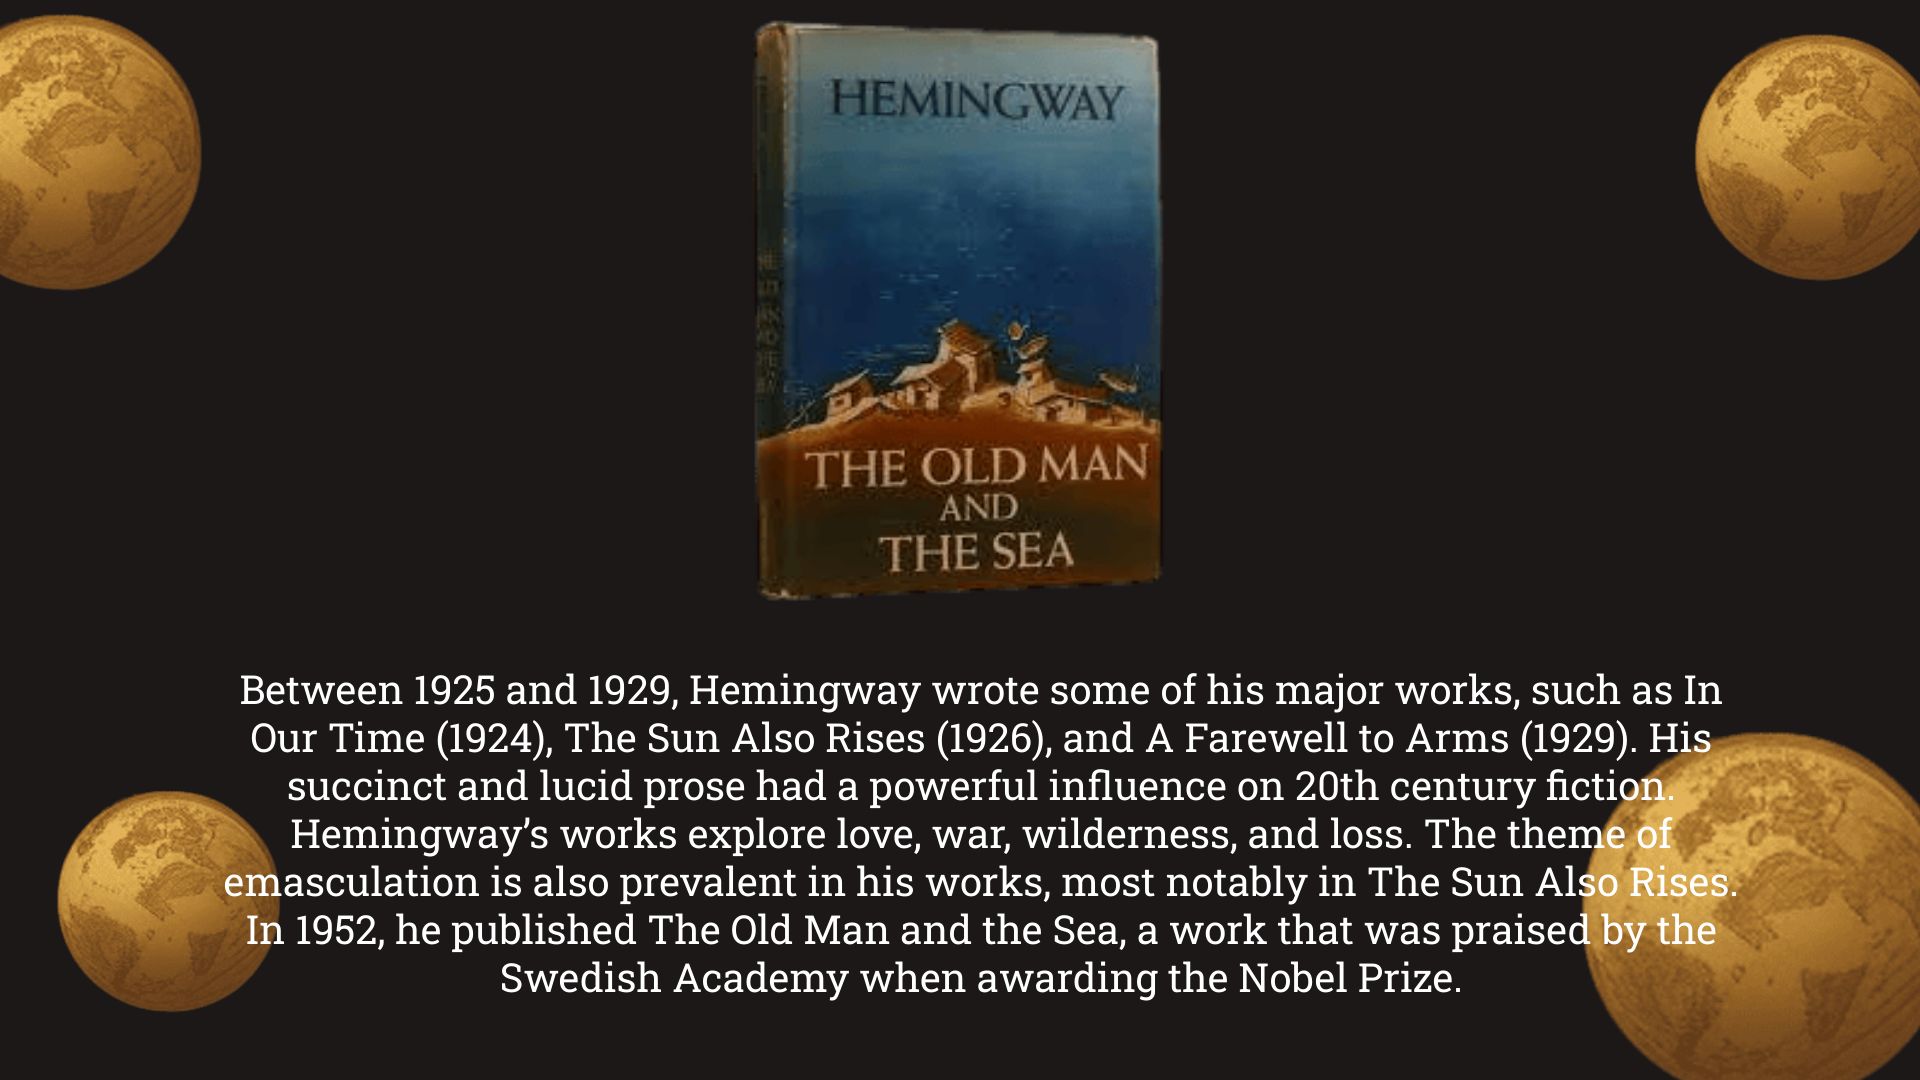 HEMINGWAY
THE OLD MAN
AND
THE SEA
Between 1925 and 1929, Hemingway wrote some of his major works, such as In
Our Time (1924), The Sun Also Rises (1926), and A Farewell to Arms (1929). His
succinct and lucid prose had a powerful influence on 20th century fiction.
Hemingway’s works explore love, war, wilderness, and loss. The theme of
emasculation is also prevalent in his works, most notably in The Sun Also Rises.
In 1952, he published The Old Man and the Sea, a work that was praised by the
Swedish Academy when awarding the Nobel Prize.